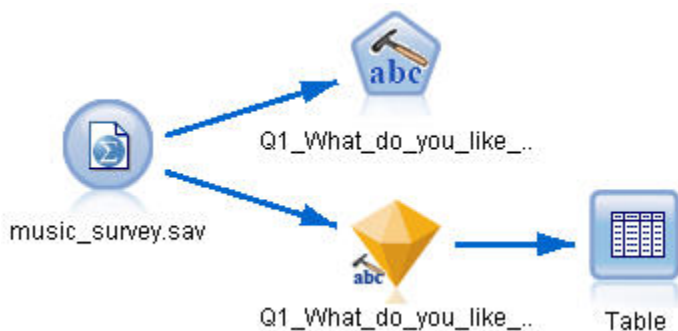 abc
Q1_What_do_you_like_..
music_survey.sav
abc
Q1_What_do_you_like_..
Table